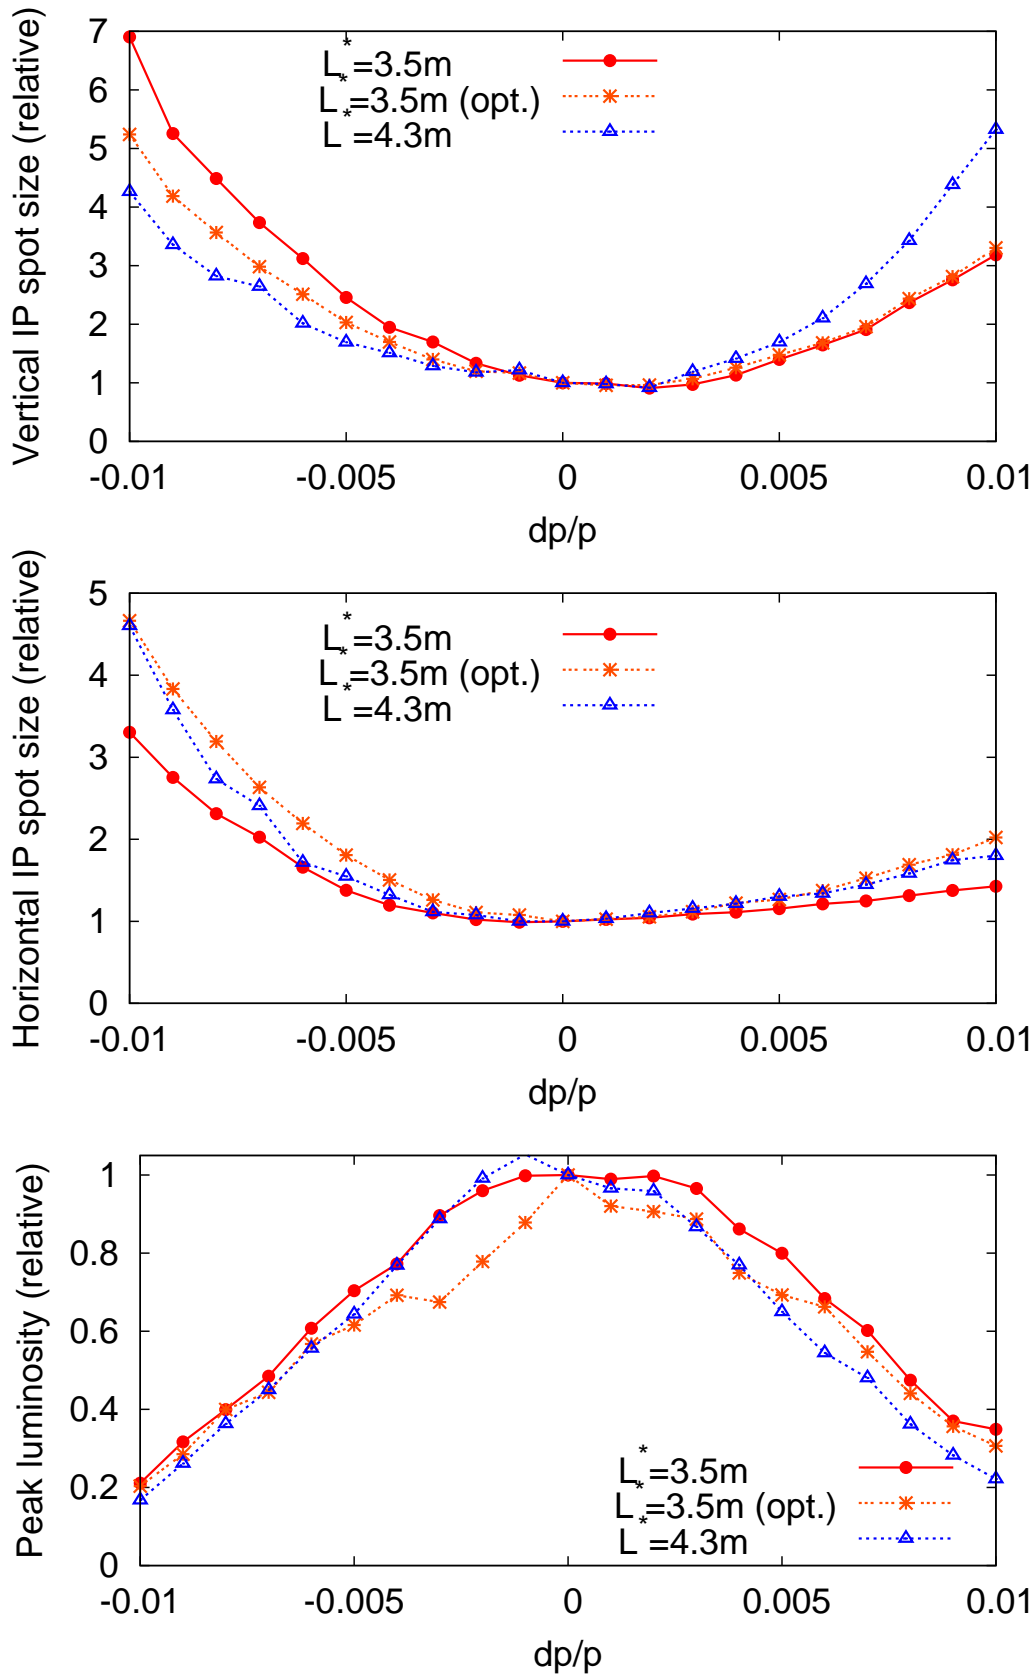 Vertical IP spot size (relative)
7
6
5
4
3
2
1
0
L*=3.5m
L*=3.5m (opt.)
L*=4.3m
-0.01 -0.005 0 0.005 0.01
dp/p
Horizontal IP spot size (relative)
5
4
3
2
1
0
L*=3.5m
L*=3.5m (opt.)
L*=4.3m
-0.01 -0.005 0 0.005 0.01
dp/p
Peak luminosity (relative)
1
0.8
0.6
0.4
0.2
0
L*=3.5m
L*=3.5m (opt.)
L*=4.3m
-0.01 -0.005 0 0.005 0.01
dp/p